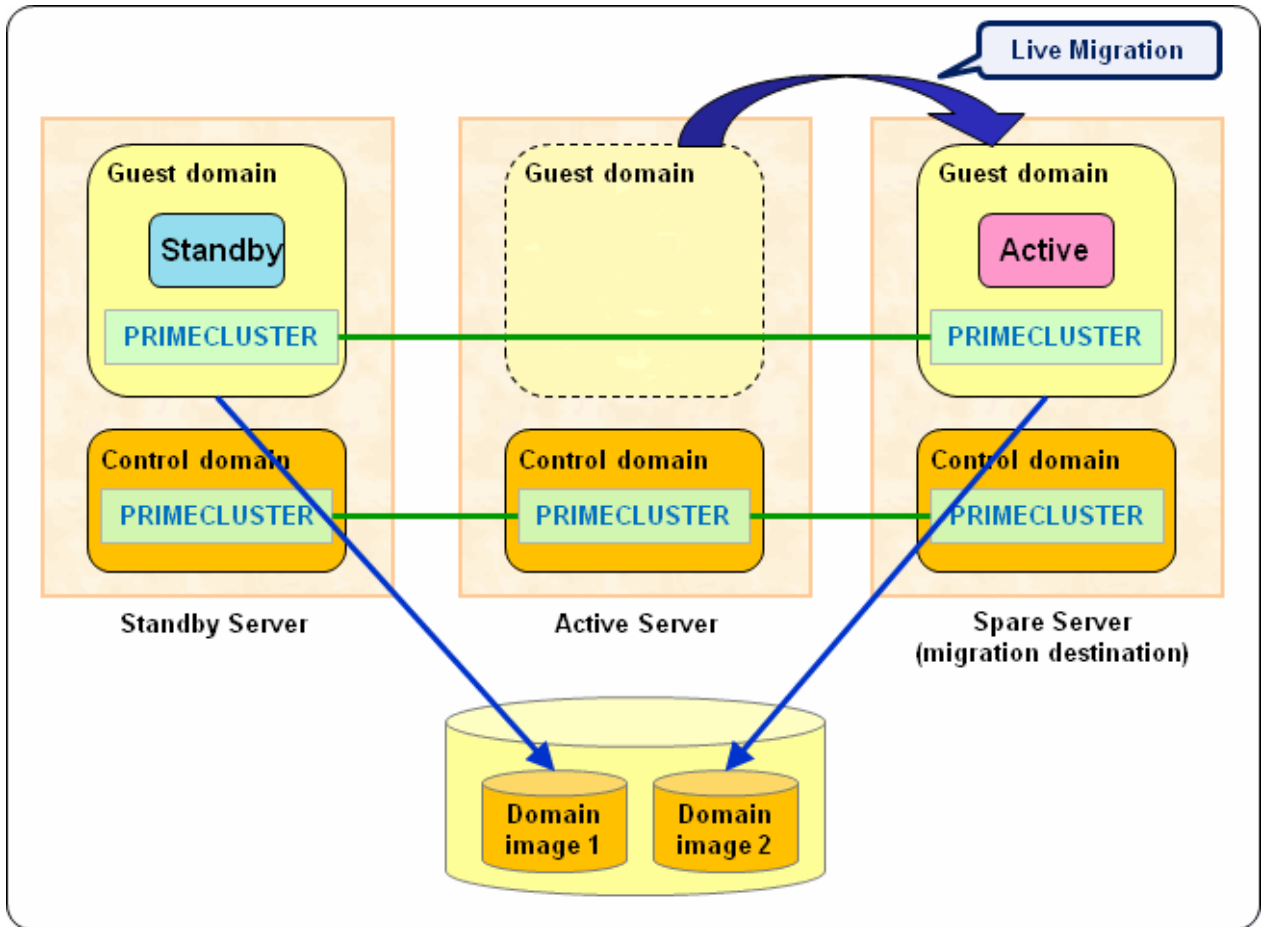 Live Migration
Guest domain
Standby
PRIMECLUSTER
Guest domain
Guest domain
Active
PRIMECLUSTER
Control domain
PRIMECLUSTER
Control domain
PRIMECLUSTER
Control domain
PRIMECLUSTER
Standby Server
Active Server
Spare Server
(migration destination)
Domain
image 1
Domain
image 2